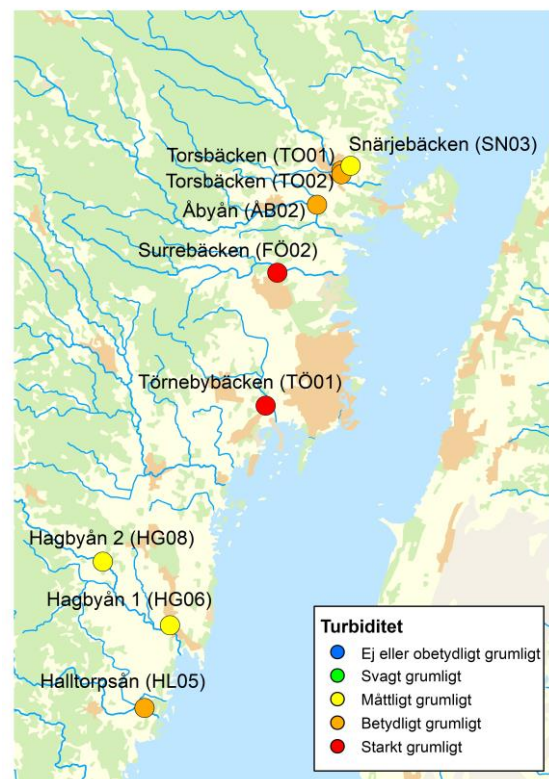 Snärjebäcken (SN03)
Torsbäcken (TO01)
Torsbäcken (TO02)
Åbyån (ÅB02)
Surrebäcken (FÖ02)
Törnebybäcken (TÖ01)
Hagbyån 2 (HG08)
Hagbyån 1 (HG06)
Halltorpsån (HL05)
Turbiditet
Ej eller obetydligt grumligt
Svagt grumligt
Måttligt grumligt
Betydligt grumligt
Starkt grumligt